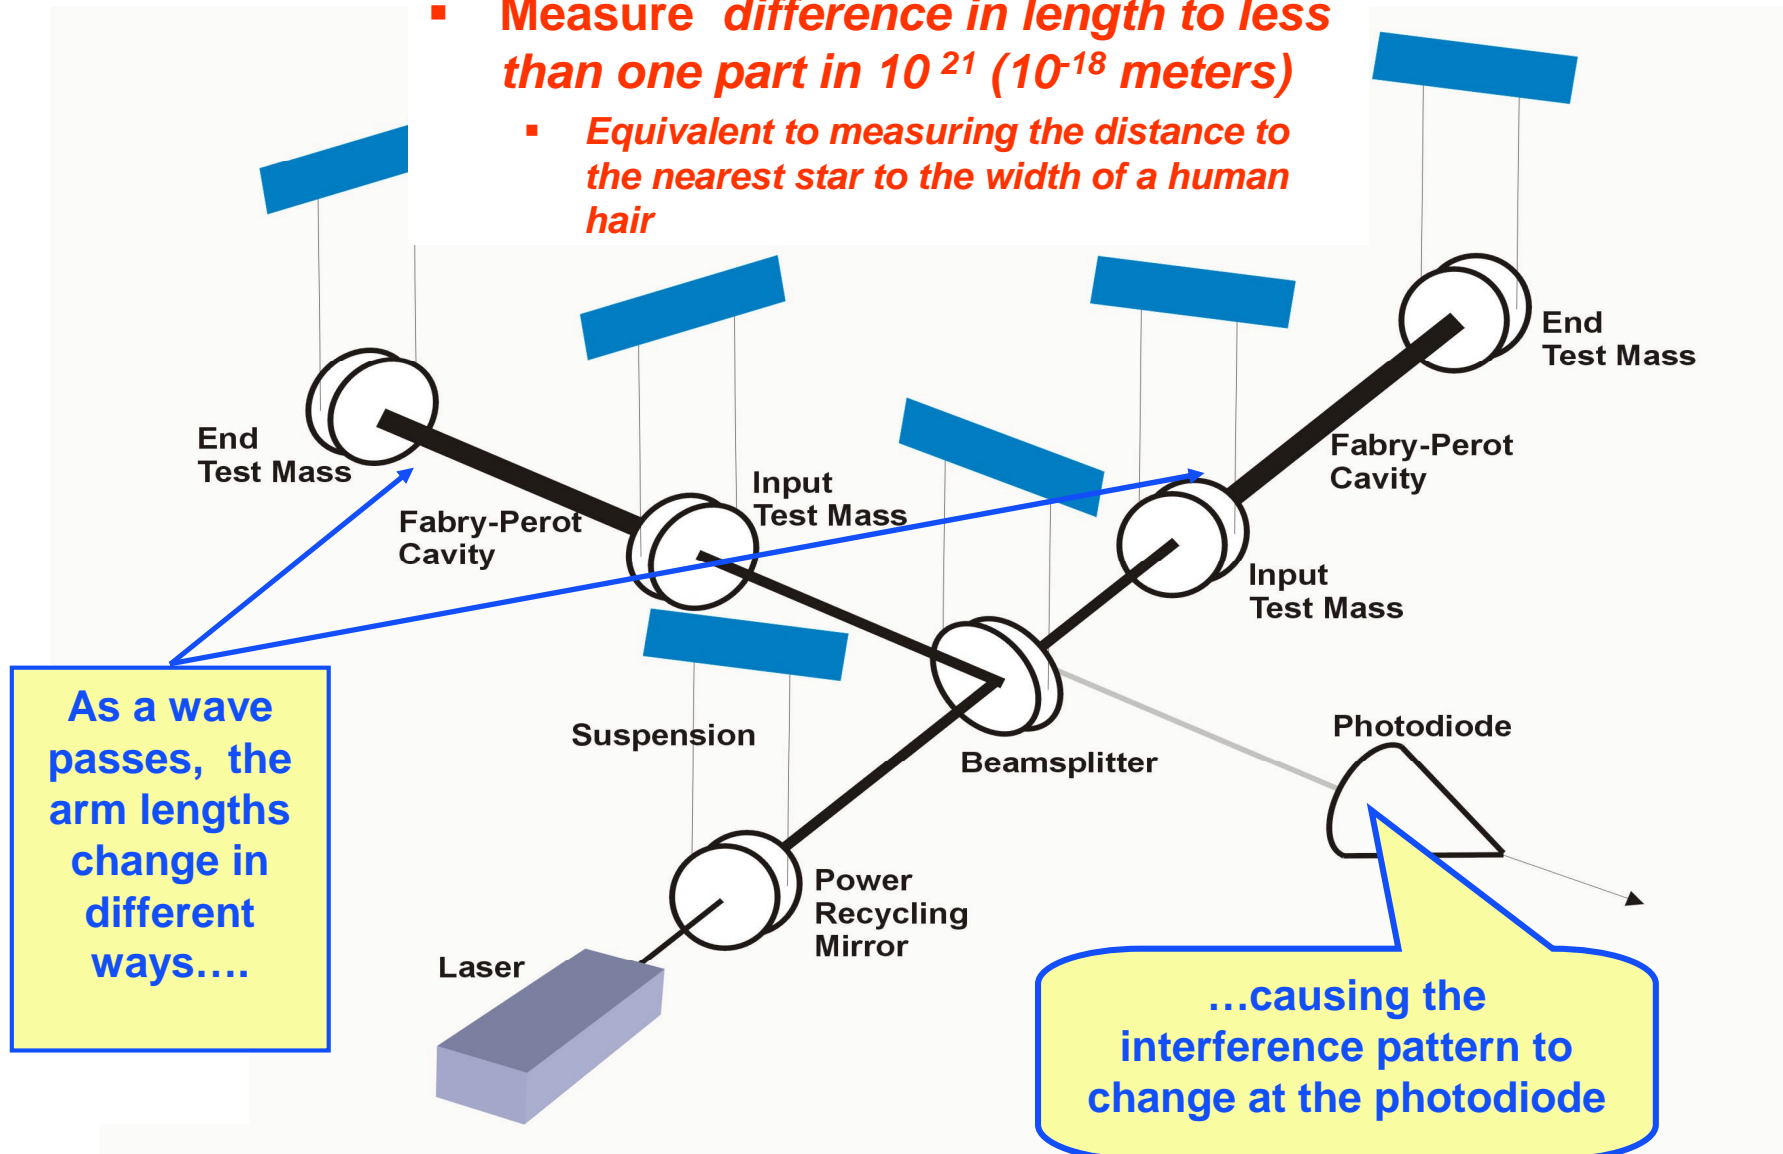 ▪ Measure difference in length to less
than one part in 10 ²¹ (10⁻¹⁸ meters)
▪ Equivalent to measuring the distance to
the nearest star to the width of a human
hair
End
Test Mass
End
Test Mass
Fabry-Perot
Cavity
Input
Test Mass
Fabry-Perot
Cavity
Input
Test Mass
As a wave
passes, the
arm lengths
change in
different
ways….
Suspension
Beamsplitter
Photodiode
Power
Recycling
Mirror
Laser
…causing the
interference pattern to
change at the photodiode